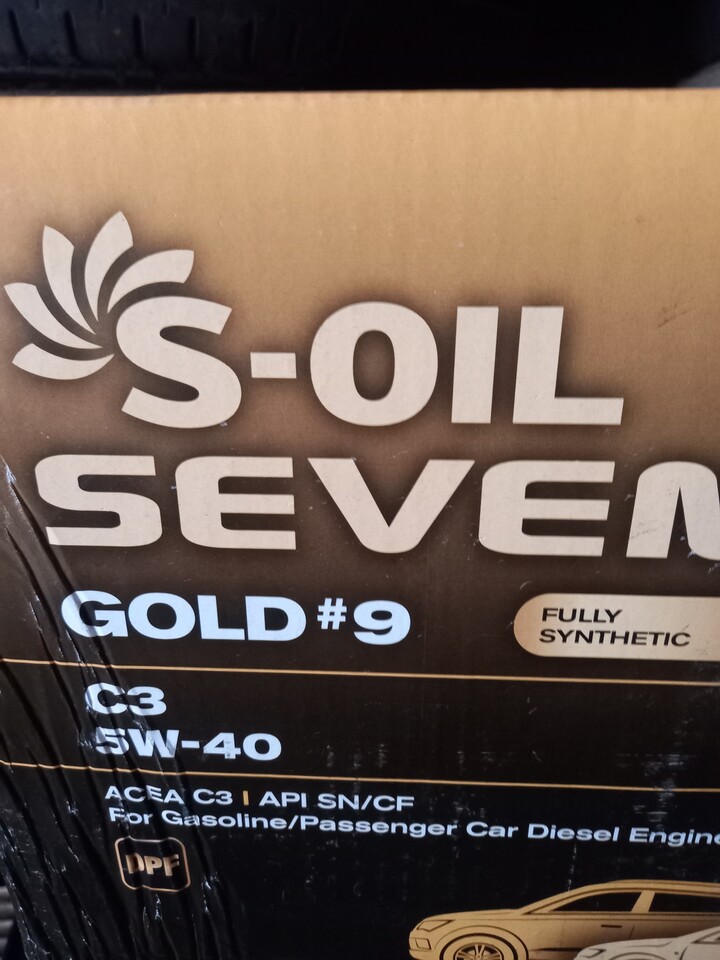 S-OIL
SEVEN
GOLD #9
FULLY
SYNTHETIC
C3
5W-40
ACEA C3 | API SN/CF
For Gasoline/Passenger Car Diesel Engine
DPF